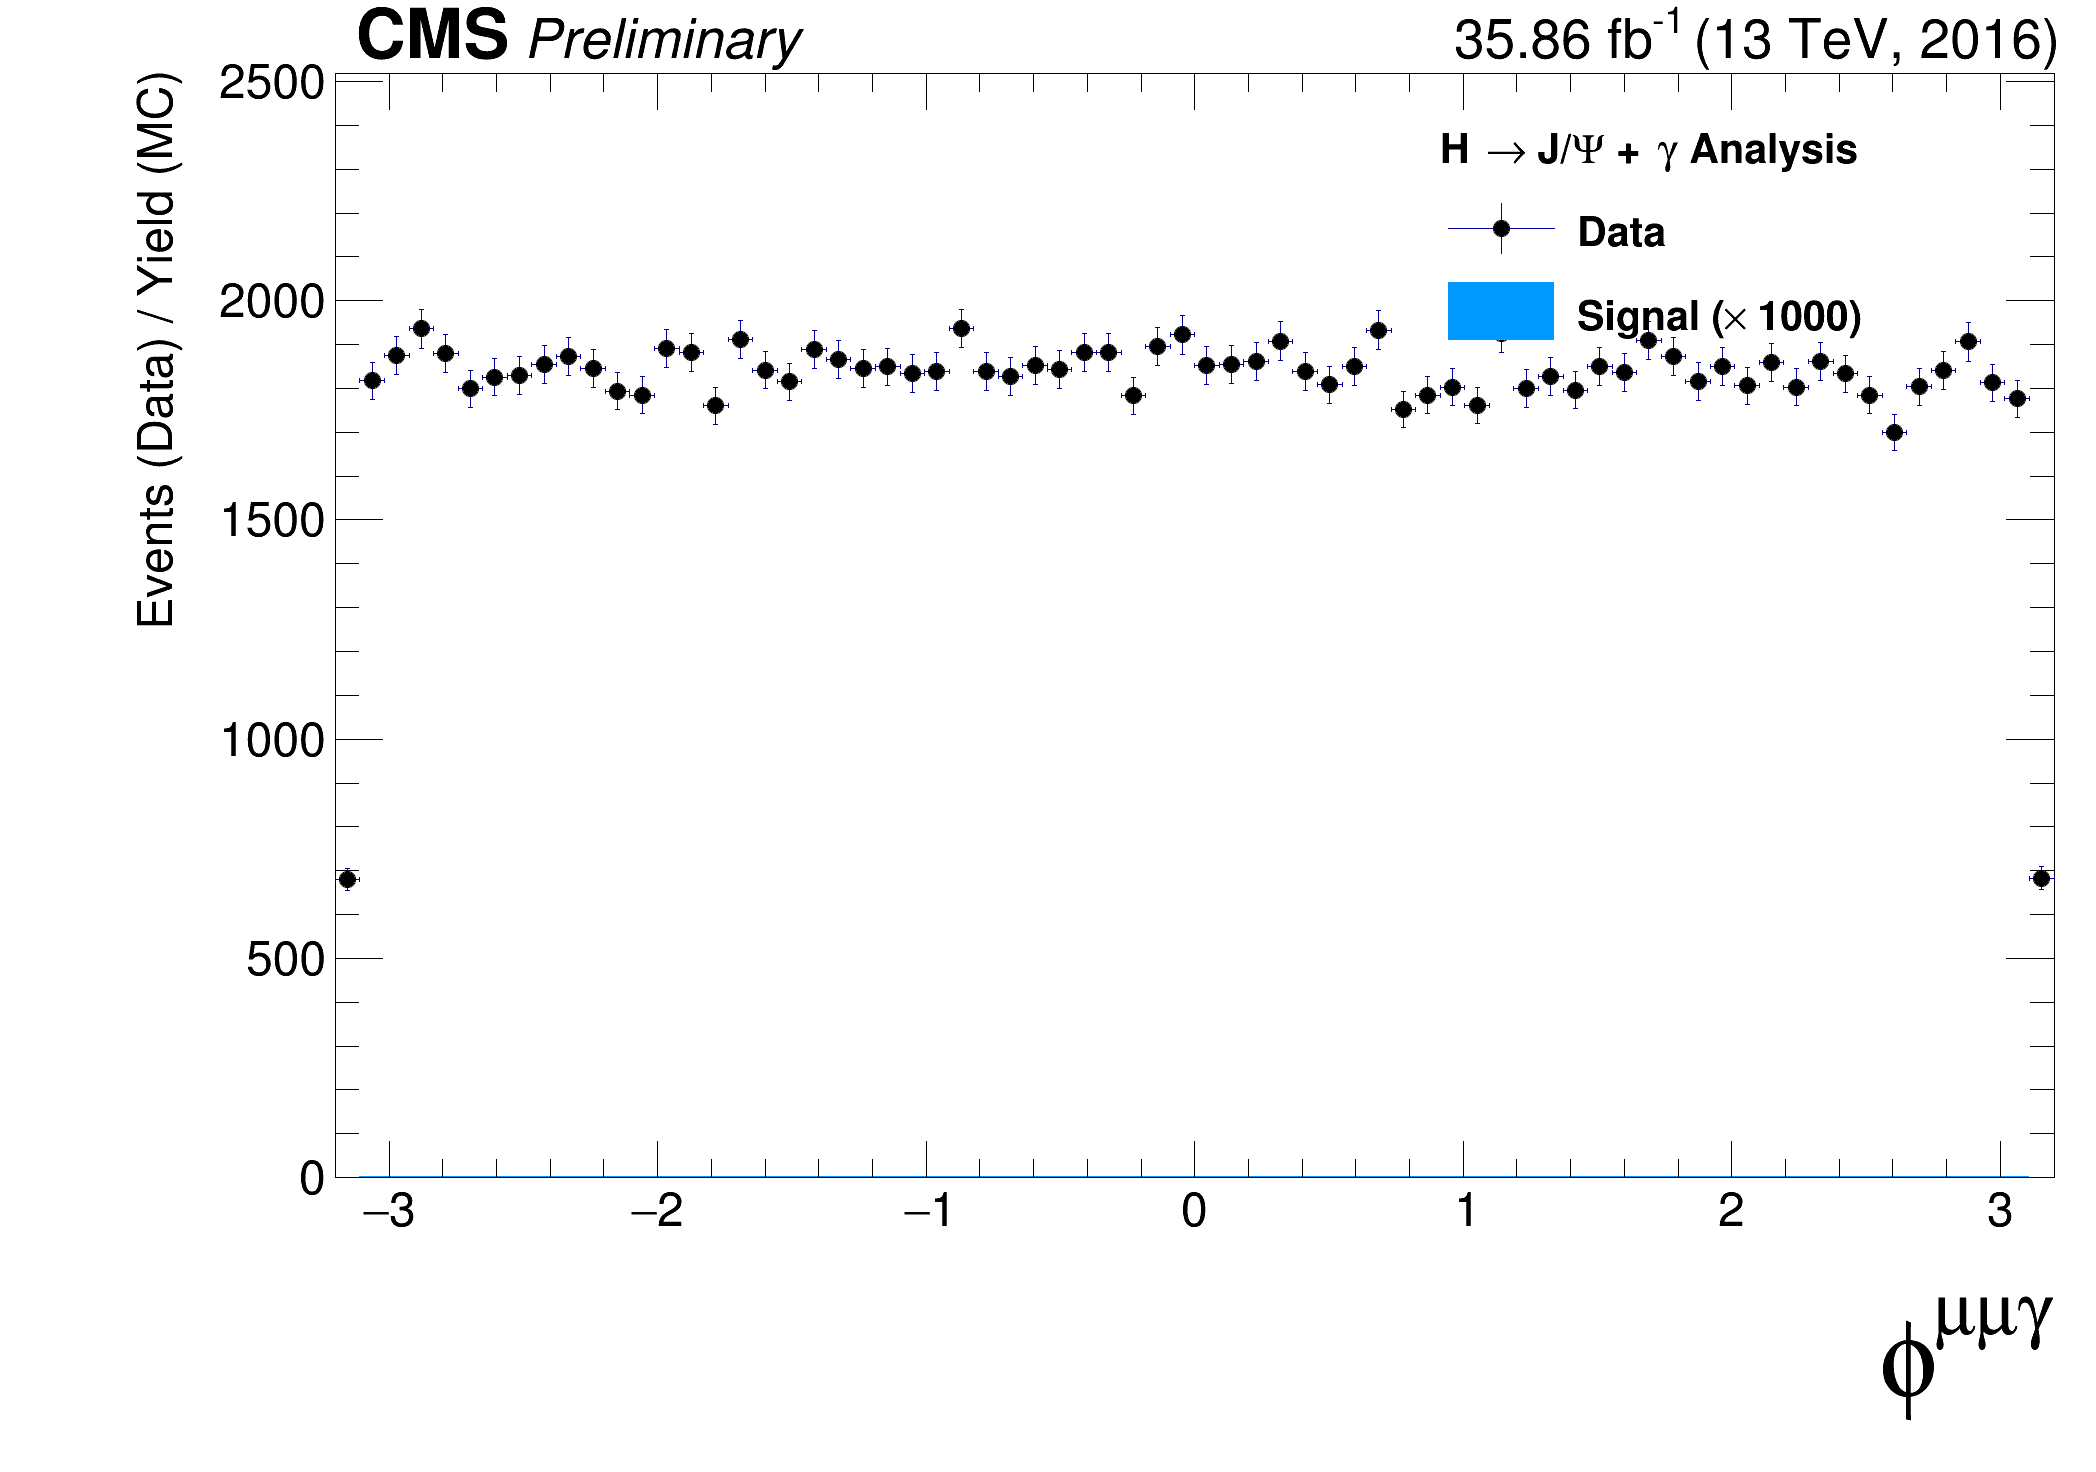 CMS Preliminary 35.86 fb⁻¹ (13 TeV, 2016)
Events (Data) / Yield (MC)
2500
2000
1500
1000
500
0
H → J/Ψ + γ Analysis
Data
Signal (× 1000)
−3 −2 −1 0 1 2 3
ϕ^μμγ